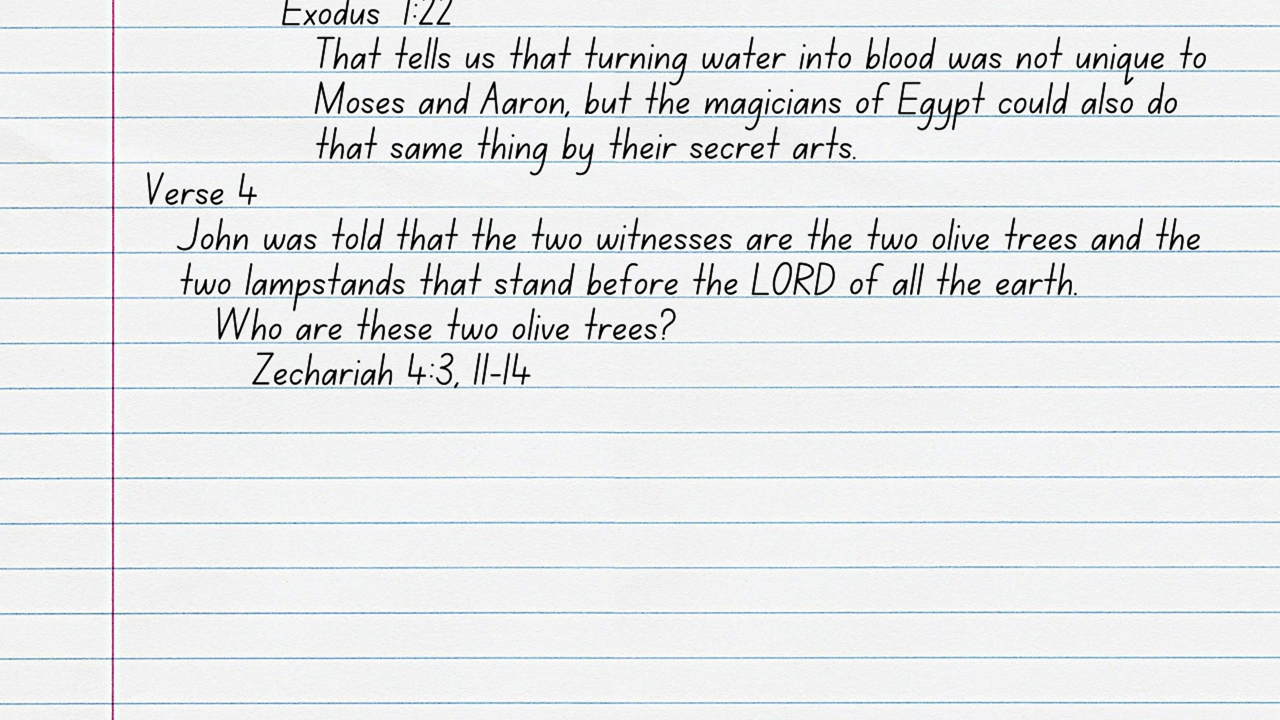 Exodus 7:22
That tells us that turning water into blood was not unique to
Moses and Aaron, but the magicians of Egypt could also do
that same thing by their secret arts.
Verse 4
John was told that the two witnesses are the two olive trees and the
two lampstands that stand before the LORD of all the earth.
Who are these two olive trees?
Zechariah 4:3, 11-14